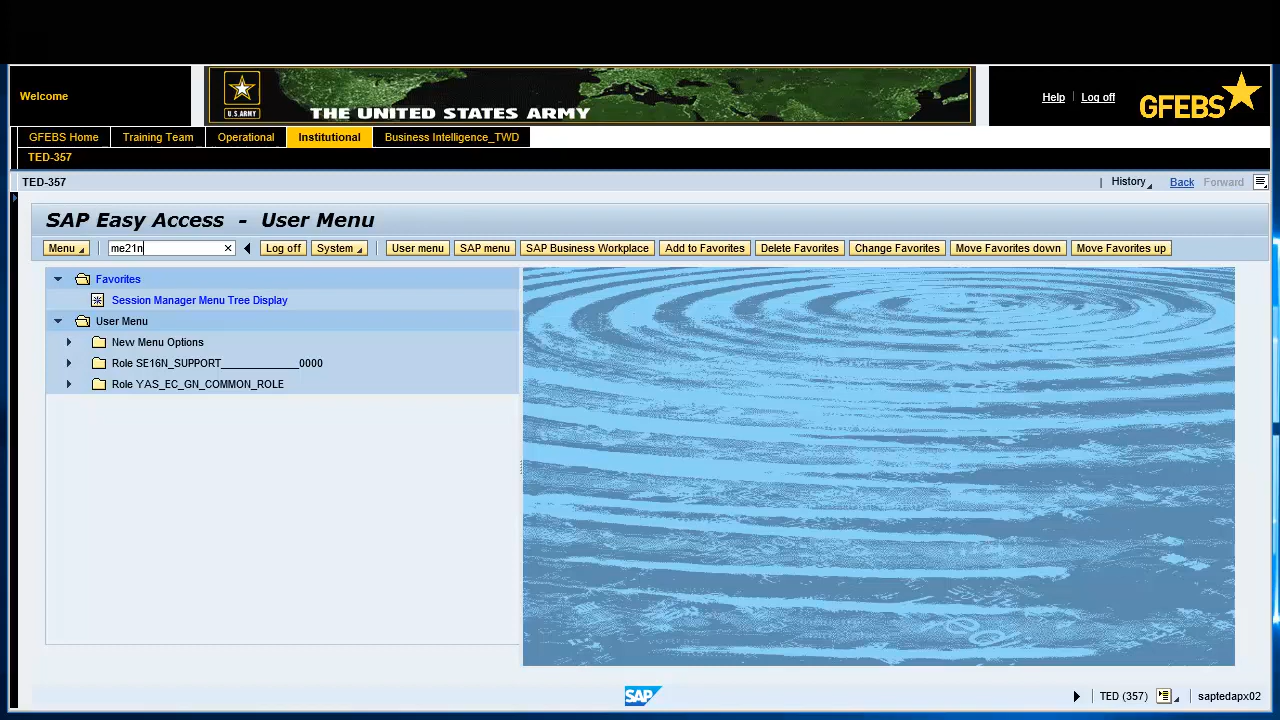 Welcome
U.S.ARMY
THE UNITED STATES ARMY
Help Log off
GFEBS
GFEBS Home Training Team Operational Institutional Business Intelligence_TWD
TED-357
TED-357 History Back Forward
SAP Easy Access - User Menu
Menu me21n Log off System User menu SAP menu SAP Business Workplace Add to Favorites Delete Favorites Change Favorites Move Favorites down Move Favorites up
Favorites
Session Manager Menu Tree Display
User Menu
New Menu Options
Role SE16N_SUPPORT______________0000
Role YAS_EC_GN_COMMON_ROLE
SAP TED (357) saptedapx02